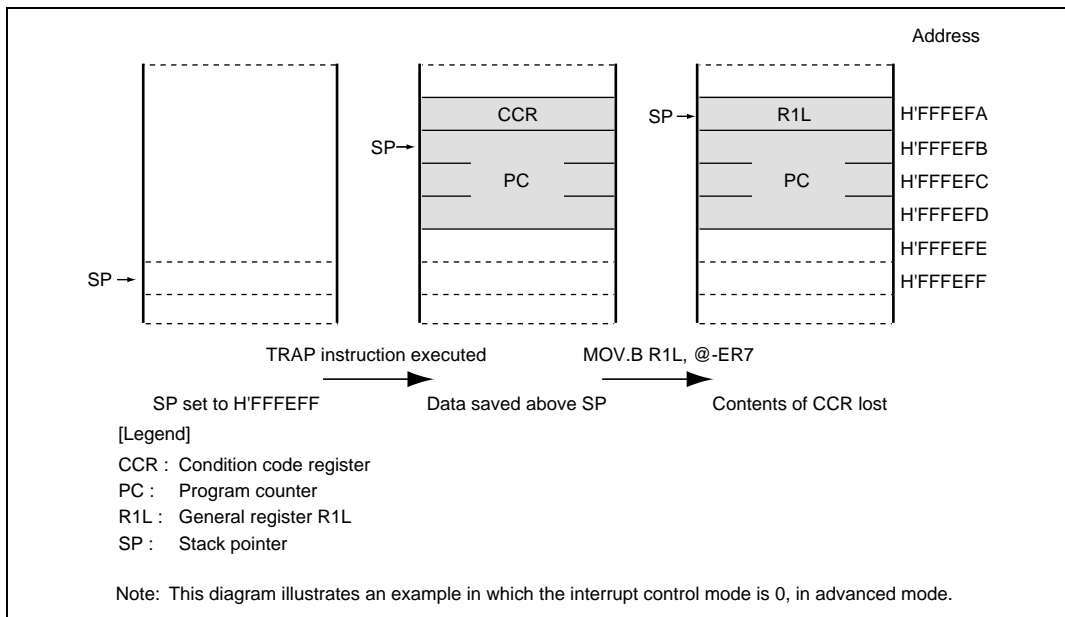 Address
CCR
SP
R1L
H'FFFEFA
SP
H'FFFEFB
PC
PC
H'FFFEFC
H'FFFEFD
H'FFFEFE
SP
H'FFFEFF
TRAP instruction executed
MOV.B R1L, @-ER7
SP set to H'FFFEFF
Data saved above SP
Contents of CCR lost
[Legend]
CCR : Condition code register
PC : Program counter
R1L : General register R1L
SP : Stack pointer
Note: This diagram illustrates an example in which the interrupt control mode is 0, in advanced mode.